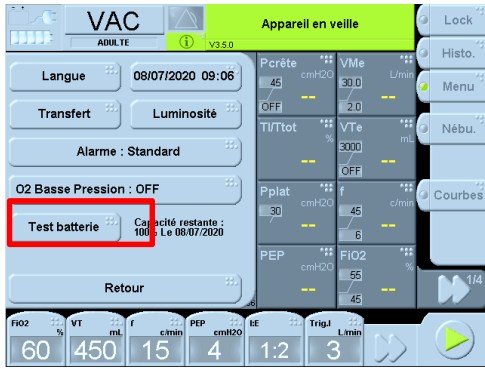 VAC
ADULTE
V3.5.0
Appareil en veille
Lock
Histo.
Menu
Nébu.
Courbes
1/4
Langue
08/07/2020 09:06
Transfert
Luminosité
Alarme : Standard
O2 Basse Pression : OFF
Test batterie
Capacité restante :
100% Le 08/07/2020
Retour
Pcrête
cmH2O
45
OFF
--
VMe
L/min
30.0
2.0
--
TI/Ttot
%
--
VTe
mL
3000
OFF
--
Pplat
cmH2O
30
--
f
c/min
45
6
--
PEP
cmH2O
--
FiO2
%
55
45
--
FiO2
%
60
VT
mL
450
f
c/min
15
PEP
cmH2O
4
I:E
1:2
Trig.I
L/min
3